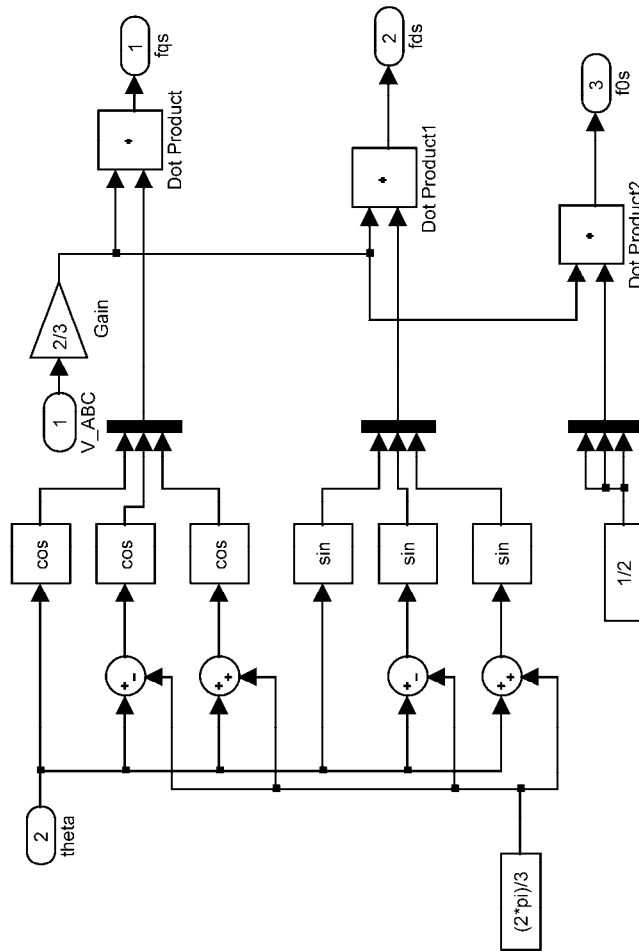 2
theta
cos
1
V_ABC
2/3
Gain
+
-
cos
Dot Product
1
fqs
+
+
cos
sin
+
-
sin
Dot Product1
2
fds
(2*pi)/3
+
+
sin
Dot Product2
3
f0s
1/2